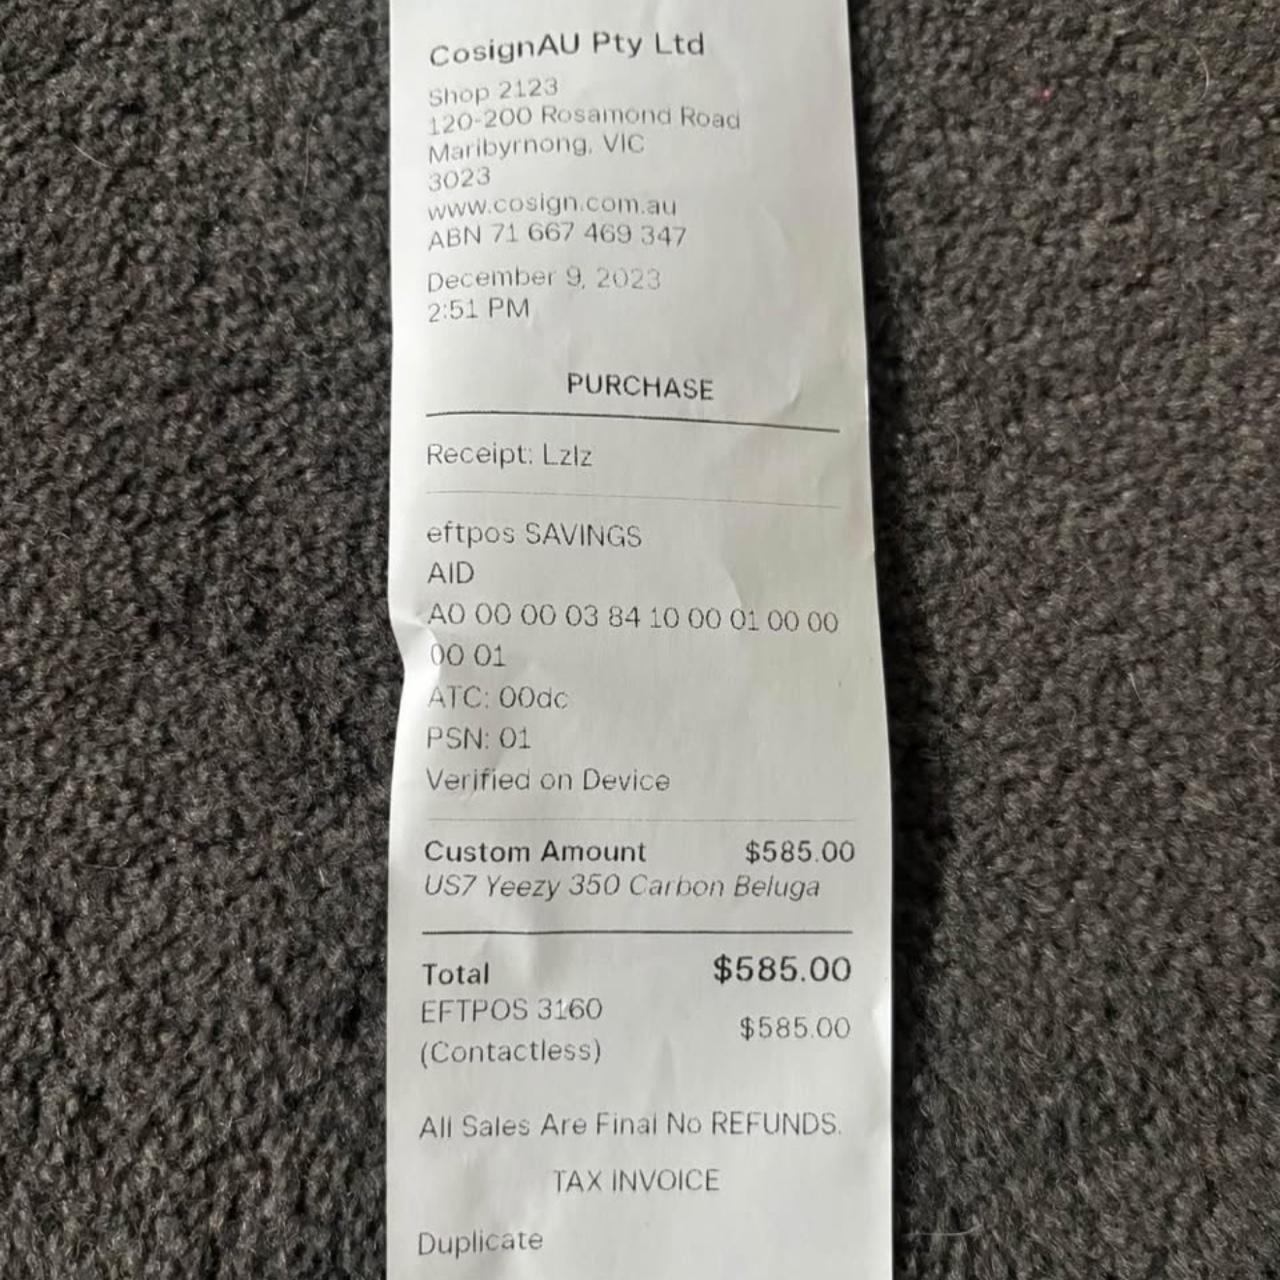 CosignAU Pty Ltd
Shop 2123
120-200 Rosamond Road
Maribyrnong, VIC
3023
www.cosign.com.au
ABN 71 667 469 347
December 9, 2023
2:51 PM
PURCHASE
Receipt: Lzlz
eftpos SAVINGS
AID
A0 00 00 03 84 10 00 01 00 00
00 01
ATC: 00dc
PSN: 01
Verified on Device
Custom Amount $585.00
US7 Yeezy 350 Carbon Beluga
Total $585.00
EFTPOS 3160
(Contactless) $585.00
All Sales Are Final No REFUNDS.
TAX INVOICE
Duplicate